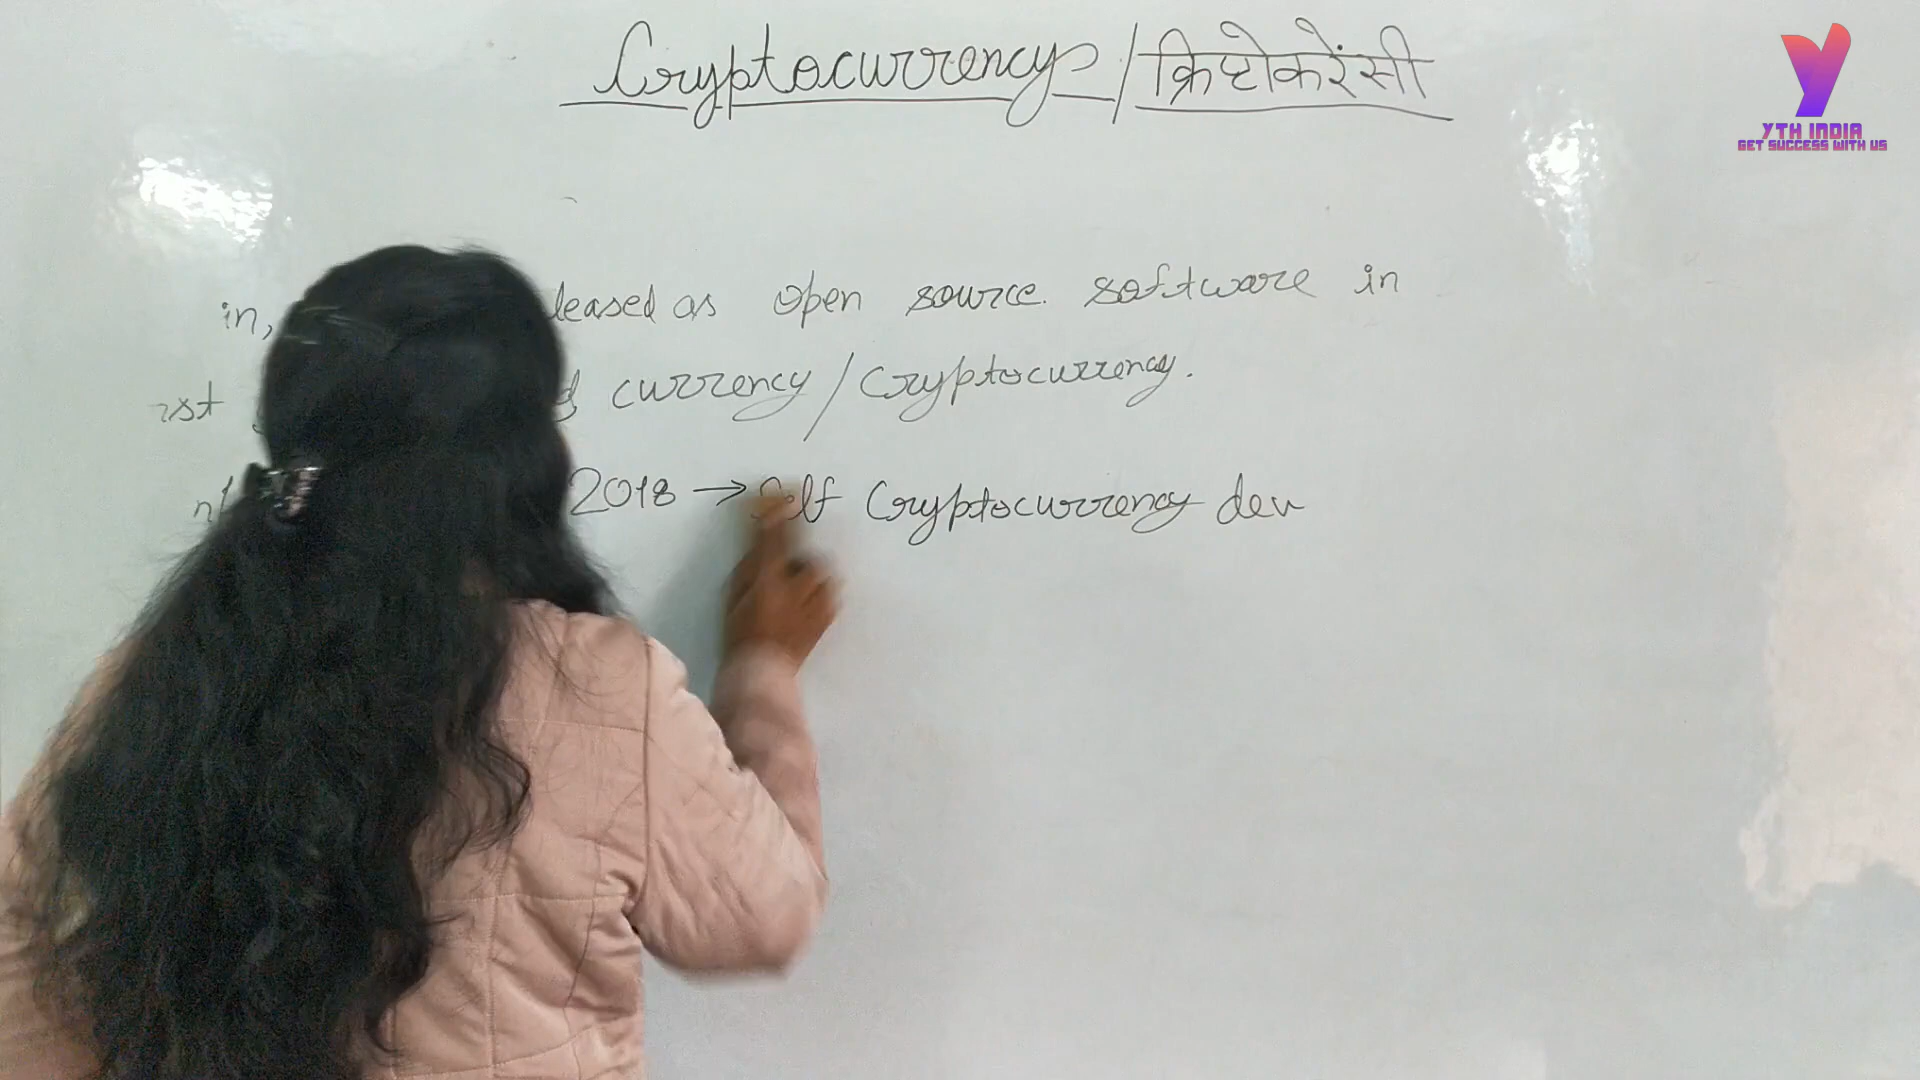 Cryptocurrency / क्रिप्टोकरेंसी
YTH INDIA
GET SUCCESS WITH US
in, leased as open source software in
rst currency / Cryptocurrency.
2018 → Self Cryptocurrency dev